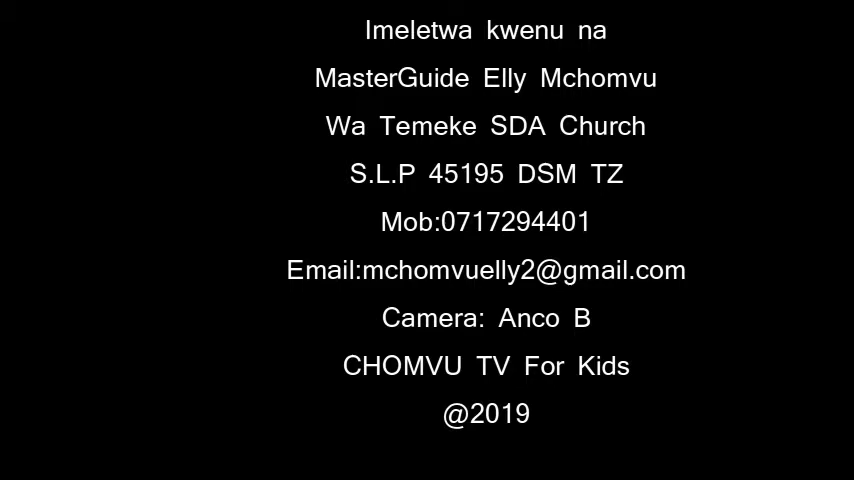 Imeletwa kwenu na
MasterGuide Elly Mchomvu
Wa Temeke SDA Church
S.L.P 45195 DSM TZ
Mob:0717294401
Email:mchomvuelly2@gmail.com
Camera: Anco B
CHOMVU TV For Kids
@2019